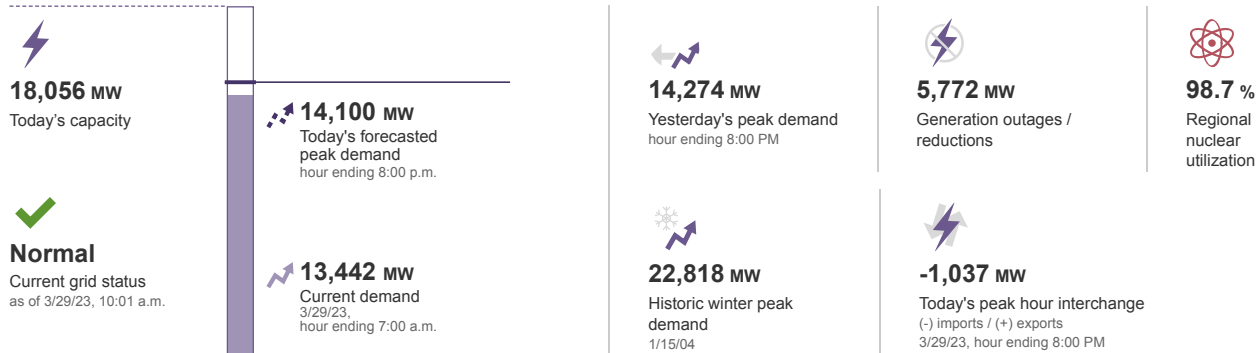 18,056 MW
Today's capacity
Normal
Current grid status
as of 3/29/23, 10:01 a.m.
14,100 MW
Today's forecasted
peak demand
hour ending 8:00 p.m.
13,442 MW
Current demand
3/29/23,
hour ending 7:00 a.m.
14,274 MW
Yesterday's peak demand
hour ending 8:00 PM
5,772 MW
Generation outages /
reductions
98.7 %
Regional
nuclear
utilization
22,818 MW
Historic winter peak
demand
1/15/04
-1,037 MW
Today's peak hour interchange
(-) imports / (+) exports
3/29/23, hour ending 8:00 PM